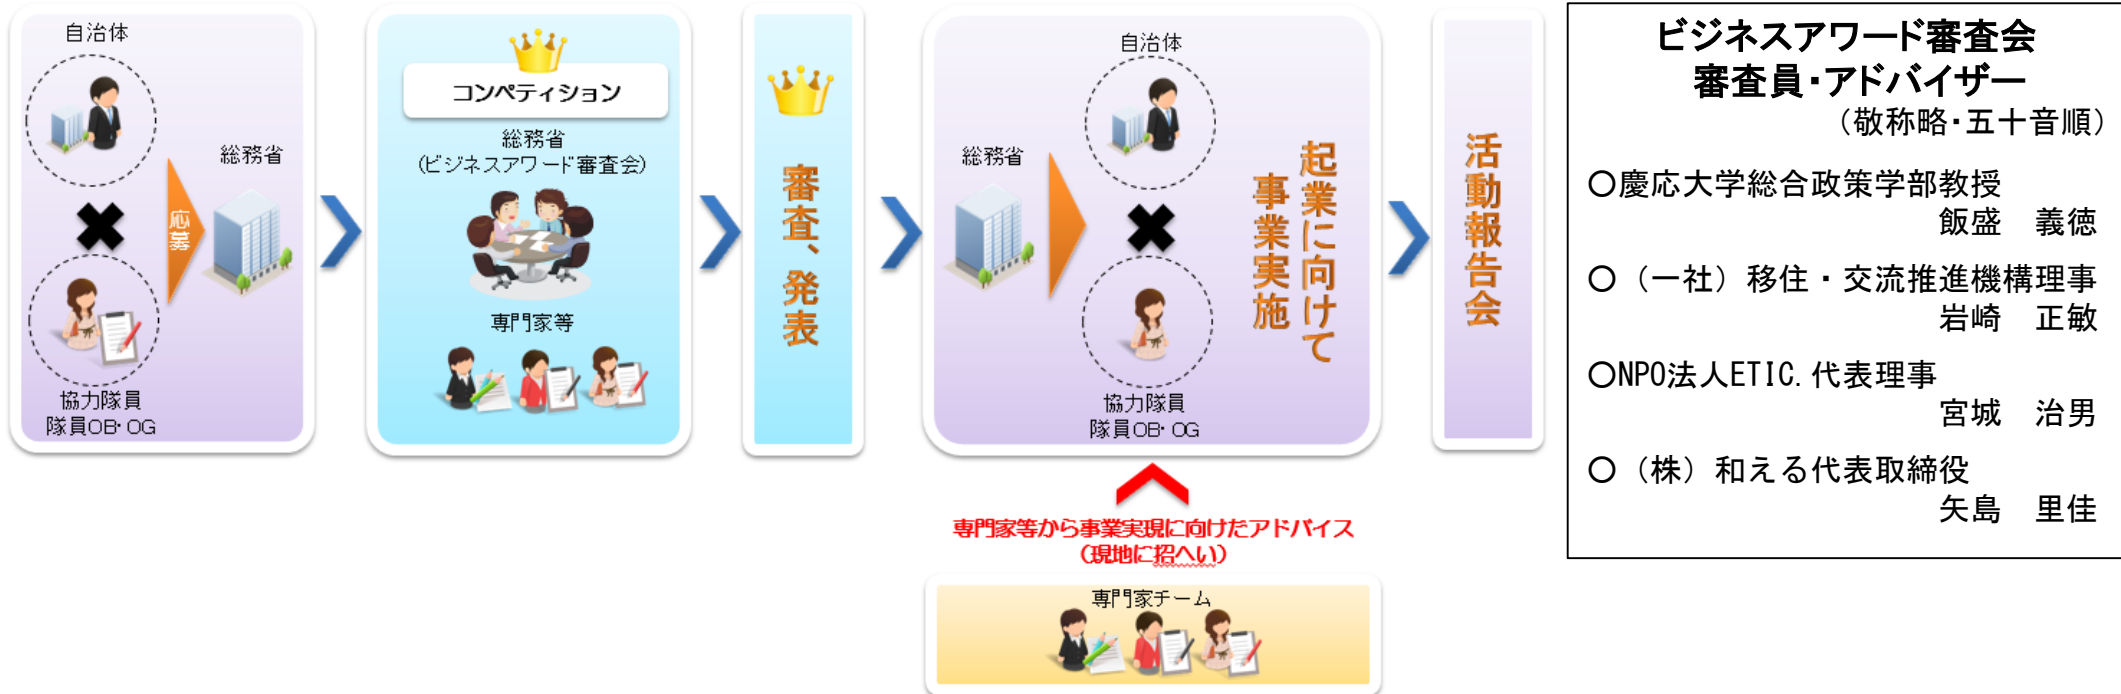 自治体
総務省
応募
協力隊員
隊員OB・OG
コンペティション
総務省
(ビジネスアワード審査会)
専門家等
審査、発表
自治体
総務省
起業に向けて
事業実施
協力隊員
隊員OB・OG
専門家等から事業実現に向けたアドバイス
(現地に招へい)
専門家チーム
活動報告会
ビジネスアワード審査会
審査員・アドバイザー
(敬称略・五十音順)
○慶応大学総合政策学部教授
飯盛　義徳
○（一社）移住・交流推進機構理事
岩崎　正敏
○NPO法人ETIC.代表理事
宮城　治男
○（株）和える代表取締役
矢島　里佳